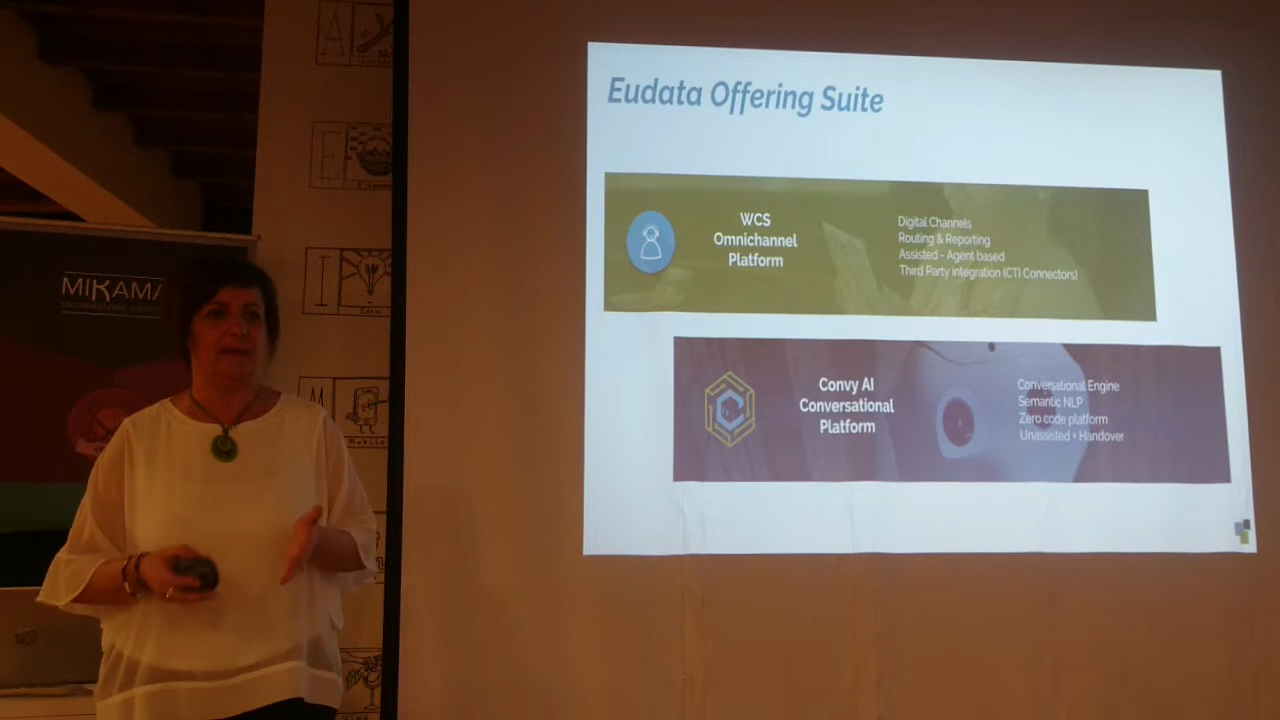 Eudata Offering Suite
WCS
Omnichannel
Platform
Digital Channels
Routing & Reporting
Assisted - Agent based
Third Party integration (CTI Connectors)
Convy AI
Conversational
Platform
Conversational Engine
Semantic NLP
Zero code platform
Unassisted + Handover
MIKAMA
A
E
I
M
Mobile